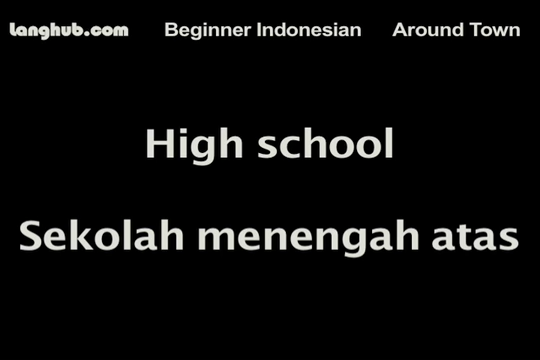 Langhub.com Beginner Indonesian Around Town
High school
Sekolah menengah atas